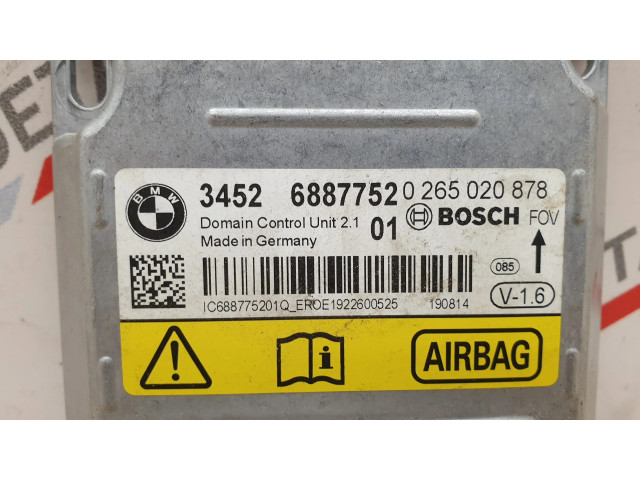 BMW
3452 6887752 0 265 020 878
Domain Control Unit 2.1 01 BOSCH FOV
Made in Germany
085
IC688775201Q_EROE1922600525 190814
V-1.6
AIRBAG